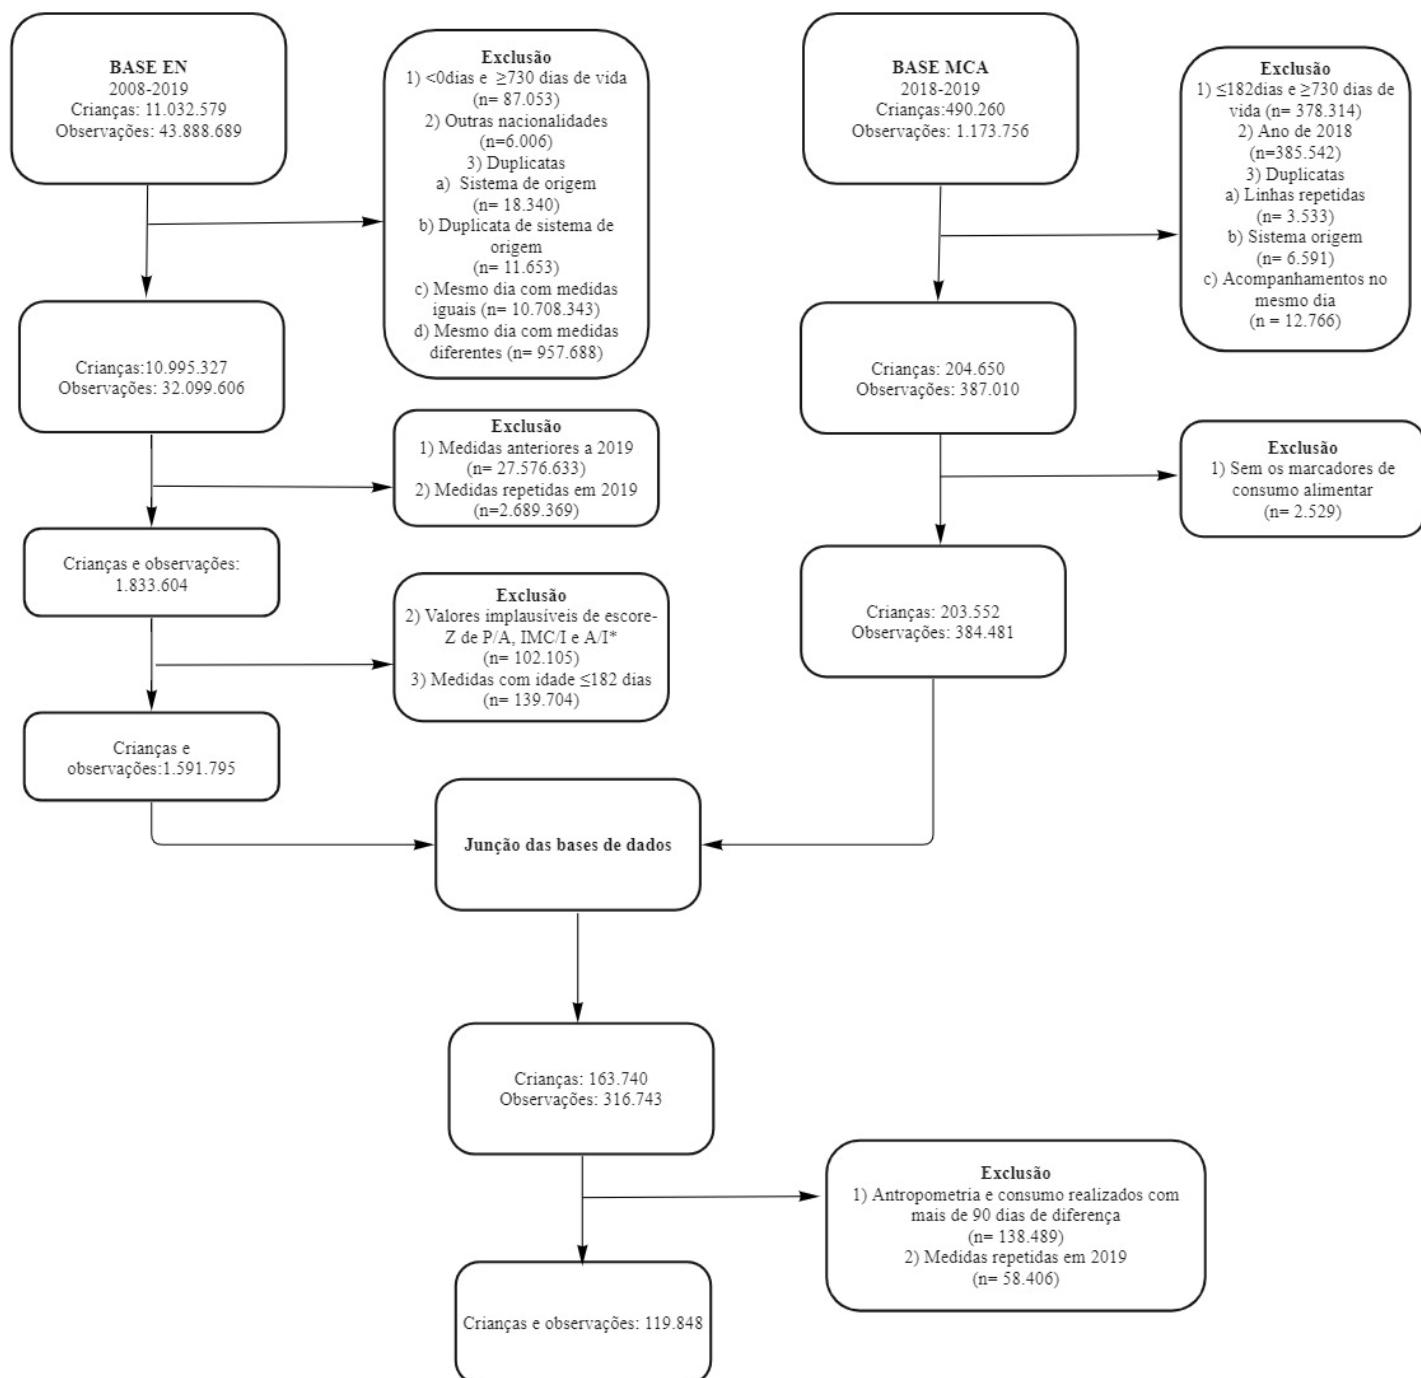 BASE EN
2008-2019
Crianças: 11.032.579
Observações: 43.888.689
Exclusão
1) <0dias e ≥730 dias de vida
(n= 87.053)
2) Outras nacionalidades
(n=6.006)
3) Duplicatas
a) Sistema de origem
(n= 18.340)
b) Duplicata de sistema de
origem
(n= 11.653)
c) Mesmo dia com medidas
iguais (n= 10.708.343)
d) Mesmo dia com medidas
diferentes (n= 957.688)
BASE MCA
2018-2019
Crianças:490.260
Observações: 1.173.756
Exclusão
1) ≤182dias e ≥730 dias de
vida (n= 378.314)
2) Ano de 2018
(n=385.542)
3) Duplicatas
a) Linhas repetidas
(n= 3.533)
b) Sistema origem
(n= 6.591)
c) Acompanhamentos no
mesmo dia
(n = 12.766)
Crianças:10.995.327
Observações: 32.099.606
Crianças: 204.650
Observações: 387.010
Exclusão
1) Medidas anteriores a 2019
(n= 27.576.633)
2) Medidas repetidas em 2019
(n=2.689.369)
Exclusão
1) Sem os marcadores de
consumo alimentar
(n= 2.529)
Crianças e observações:
1.833.604
Exclusão
2) Valores implausíveis de escore-
Z de P/A, IMC/I e A/I*
(n= 102.105)
3) Medidas com idade ≤182 dias
(n= 139.704)
Crianças: 203.552
Observações: 384.481
Crianças e
observações:1.591.795
Junção das bases de dados
Crianças: 163.740
Observações: 316.743
Exclusão
1) Antropometria e consumo realizados com
mais de 90 dias de diferença
(n= 138.489)
2) Medidas repetidas em 2019
(n= 58.406)
Crianças e observações: 119.848